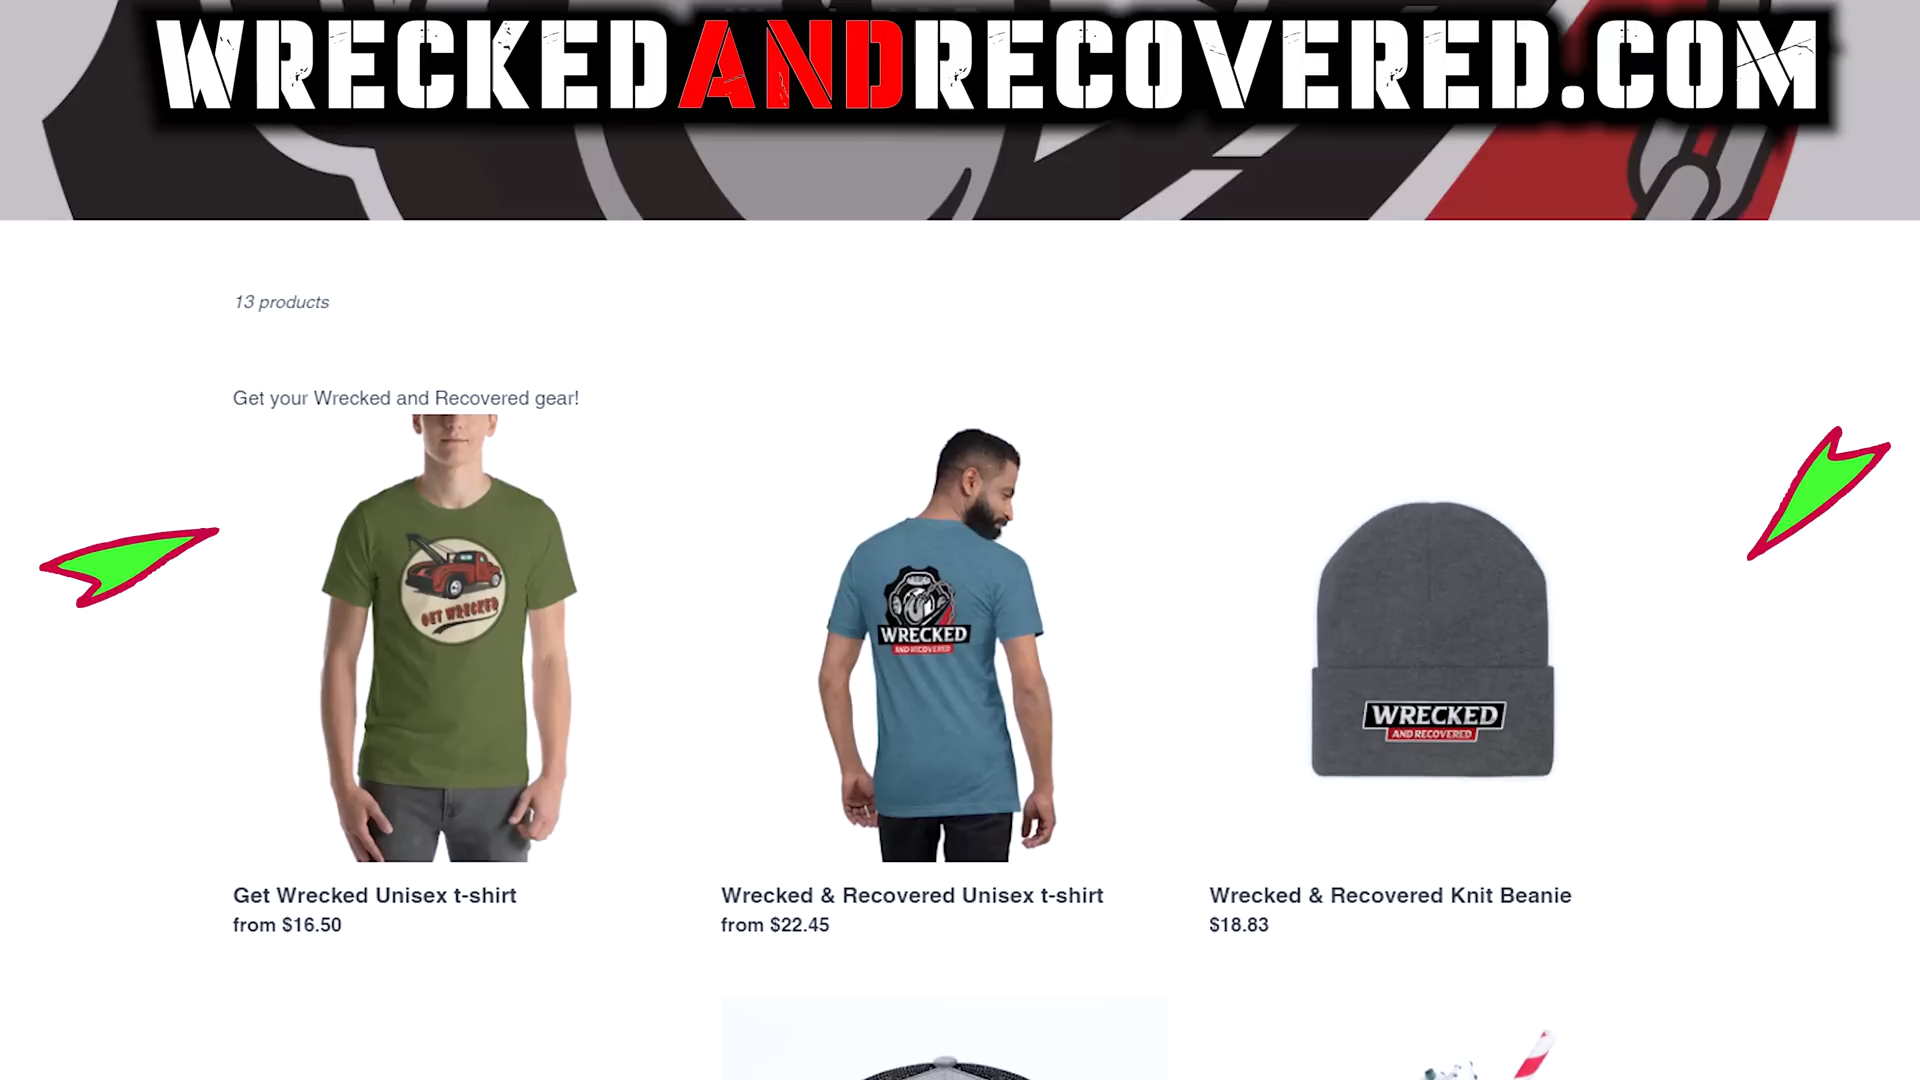 WRECKEDANDRECOVERED.COM
13 products
Get your Wrecked and Recovered gear!
GET WRECKED
WRECKED
AND RECOVERED
WRECKED
AND RECOVERED
Get Wrecked Unisex t-shirt
from $16.50
Wrecked & Recovered Unisex t-shirt
from $22.45
Wrecked & Recovered Knit Beanie
$18.83